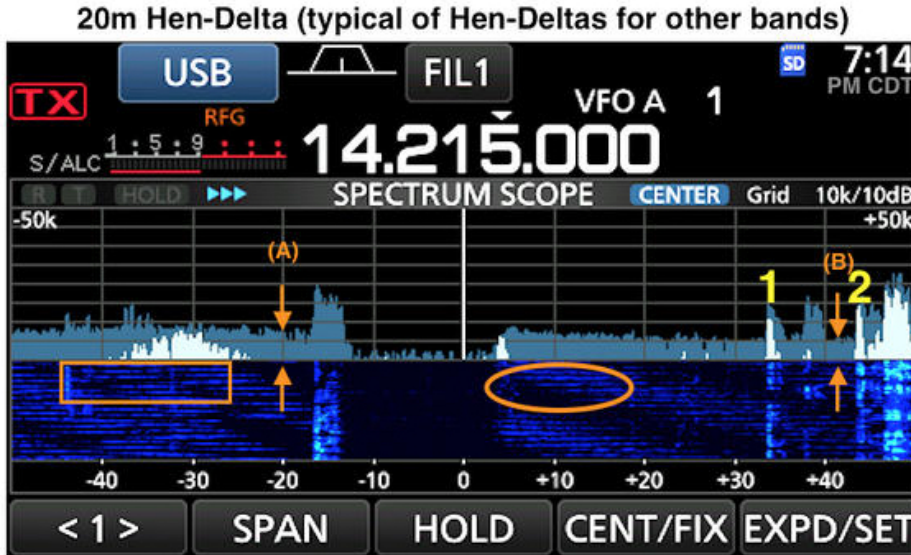 20m Hen-Delta (typical of Hen-Deltas for other bands)
USB FIL1 SD 7:14
PM CDT
TX RFG VFO A 1
S/ALC 1 : 5 : 9 14.215.000
R T HOLD SPECTRUM SCOPE CENTER Grid 10k/10dB
-50k +50k
(A) (B)
1 2
-40 -30 -20 -10 0 +10 +20 +30 +40
< 1 > SPAN HOLD CENT/FIX EXPD/SET